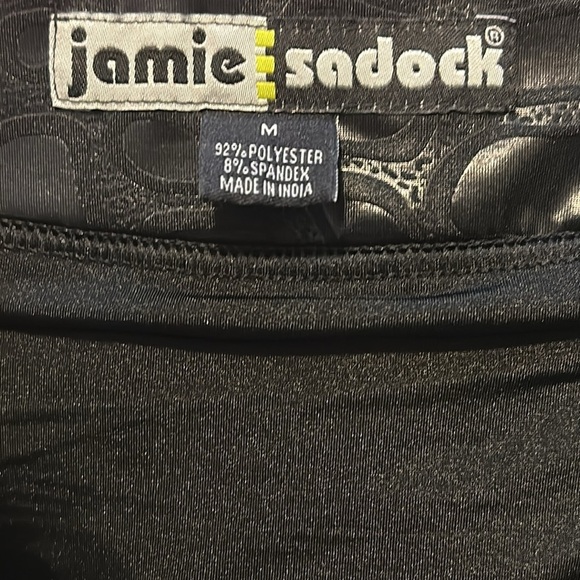 jamie sadock®
M
92% POLYESTER
8% SPANDEX
MADE IN INDIA